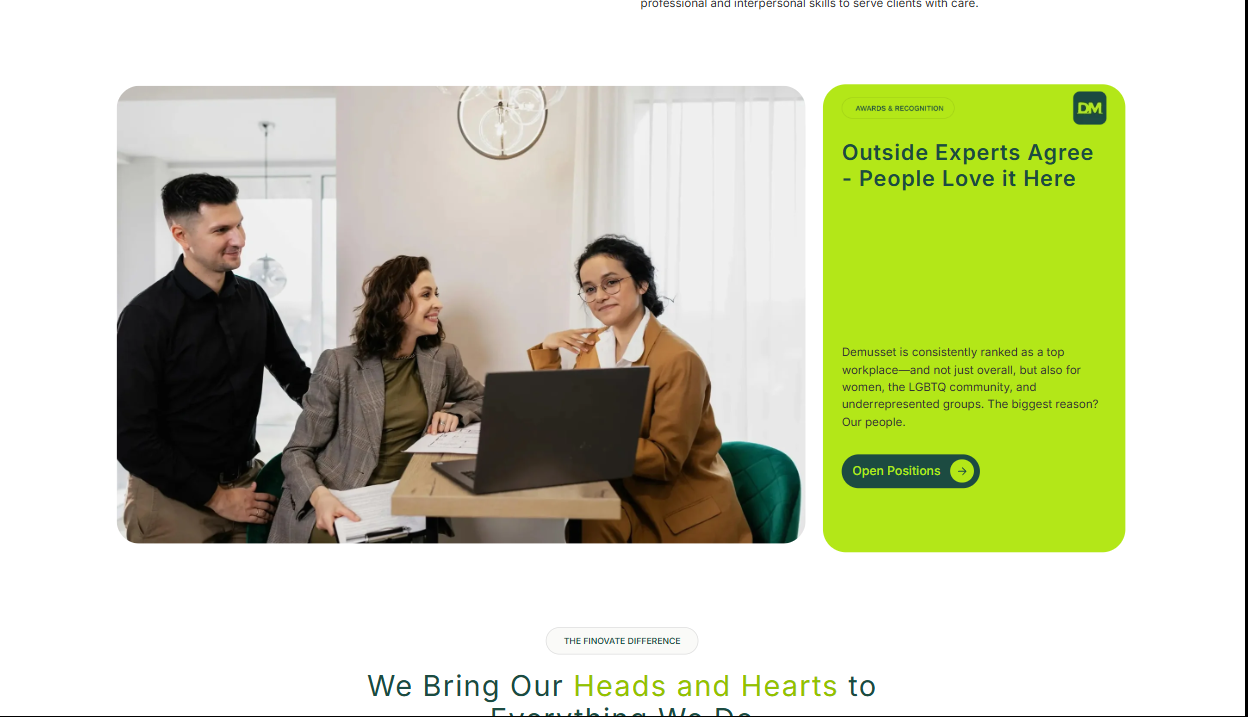 professional and interpersonal skills to serve clients with care.
AWARDS & RECOGNITION
DM
Outside Experts Agree
- People Love it Here
Demusset is consistently ranked as a top
workplace—and not just overall, but also for
women, the LGBTQ community, and
underrepresented groups. The biggest reason?
Our people.
Open Positions →
THE FINOVATE DIFFERENCE
We Bring Our Heads and Hearts to
Everything We Do